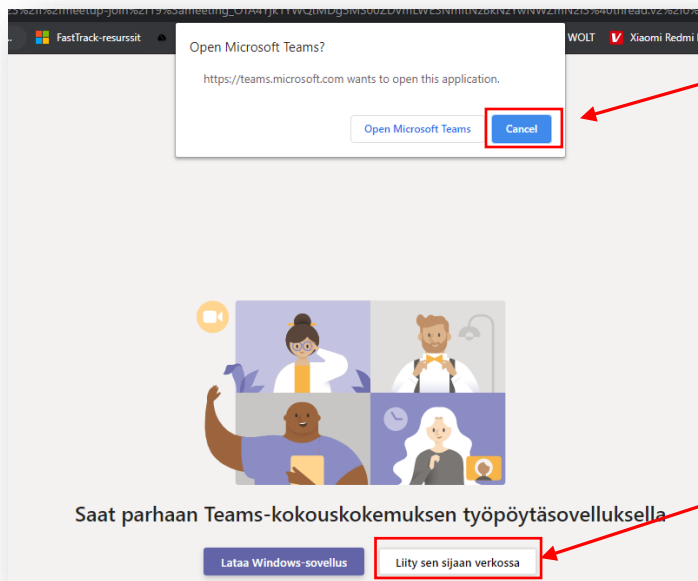 FastTrack-resurssit
WOLT
Xiaomi Redmi
Open Microsoft Teams?
https://teams.microsoft.com wants to open this application.
Open Microsoft Teams
Cancel
Saat parhaan Teams-kokouskokemuksen työpöytäsovelluksella
Lataa Windows-sovellus
Liity sen sijaan verkossa